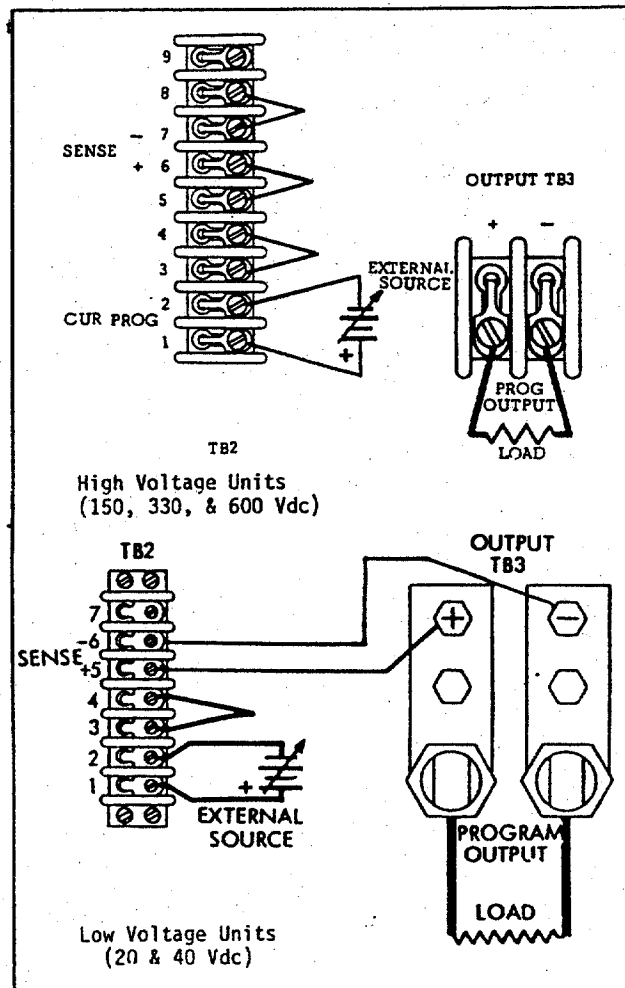 9
8
− 7
SENSE
+ 6
5
4
3
2
CUR PROG
1
TB2
OUTPUT TB3
+ −
EXTERNAL
SOURCE
+
PROG
OUTPUT
LOAD
High Voltage Units
(150, 330, & 600 Vdc)
TB2
7
-6
SENSE
+5
4
3
2
1
+
EXTERNAL
SOURCE
OUTPUT
TB3
+ −
PROGRAM
OUTPUT
LOAD
Low Voltage Units
(20 & 40 Vdc)